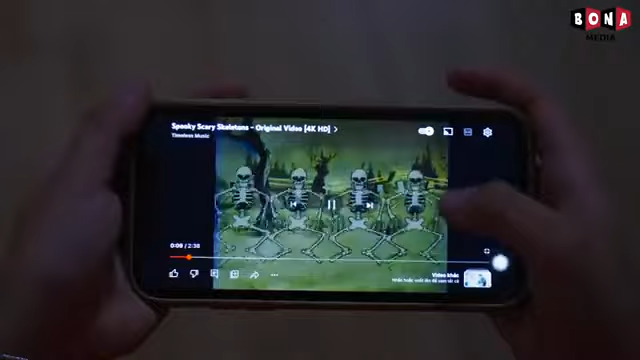 BONA
MEDIA
Spooky Scary Skeletons - Original Video [4K HD]
Timeless Music
0:08 / 2:38
Video khác